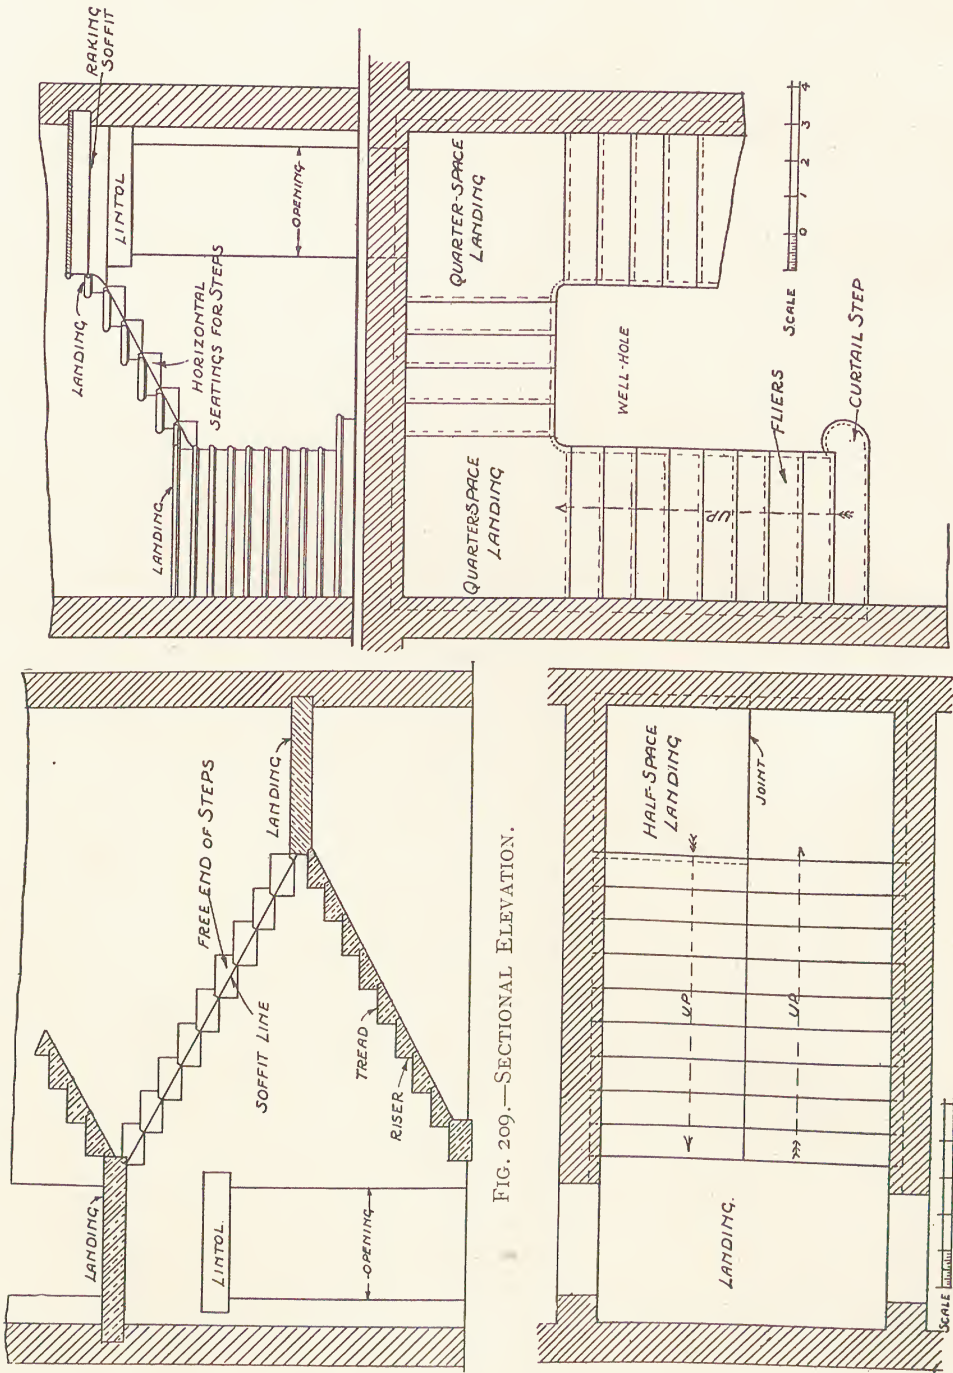 RAKING
SOFFIT
LANDING
LINTOL
HORIZONTAL
SEATINGS FOR STEPS
OPENING
LANDING
QUARTER-SPACE
LANDING
QUARTER-SPACE
LANDING
WELL-HOLE
UP
FLIERS
CURTAIL STEP
SCALE
0 1 2 3 4
LANDING
FREE END OF STEPS
LANDING
SOFFIT LINE
TREAD
RISER
LINTOL
OPENING
FIG. 209.—SECTIONAL ELEVATION.
HALF-SPACE
LANDING
JOINT
UP
UP
LANDING.
SCALE